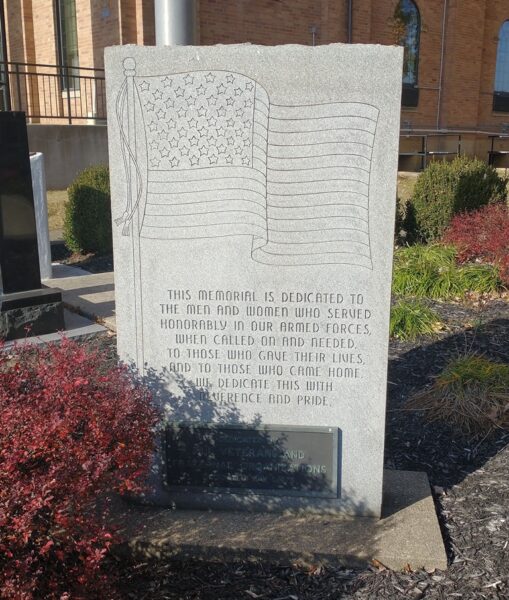 THIS MEMORIAL IS DEDICATED TO
THE MEN AND WOMEN WHO SERVED
HONORABLY IN OUR ARMED FORCES,
WHEN CALLED ON AND NEEDED.
TO THOSE WHO GAVE THEIR LIVES,
AND TO THOSE WHO CAME HOME,
WE DEDICATE THIS WITH
REVERENCE AND PRIDE.
VETERANS AND